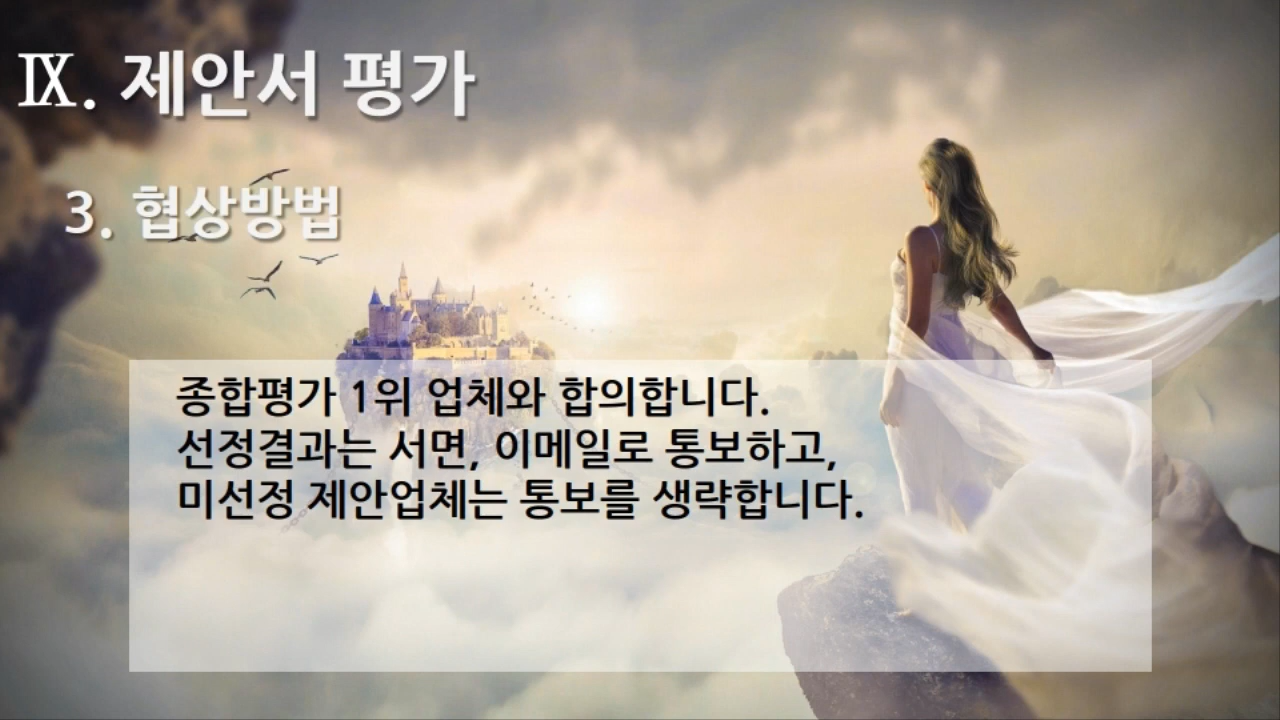 Ⅸ. 제안서 평가
3. 협상방법
종합평가 1위 업체와 합의합니다.
선정결과는 서면, 이메일로 통보하고,
미선정 제안업체는 통보를 생략합니다.